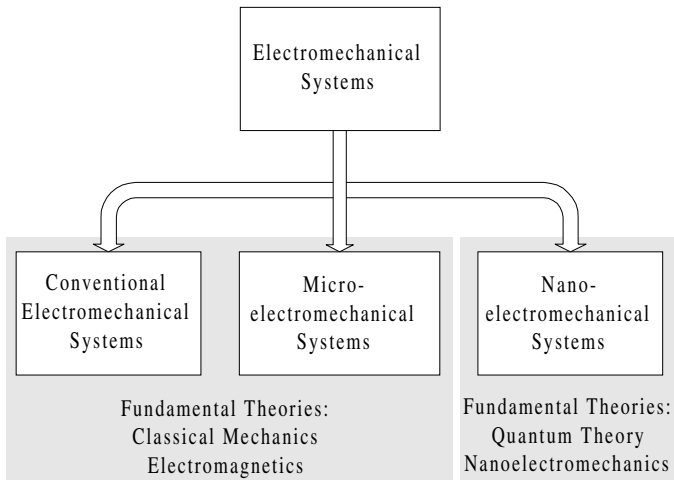 Electromechanical
Systems
Conventional
Electromechanical
Systems
Micro-
electromechanical
Systems
Nano-
electromechanical
Systems
Fundamental Theories:
Classical Mechanics
Electromagnetics
Fundamental Theories:
Quantum Theory
Nanoelectromechanics